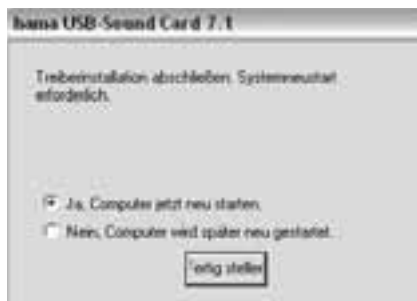 hama USB-Sound Card 7.1
Treiberinstallation abschließen. Systemneustart
erforderlich.
Ja, Computer jetzt neu starten.
Nein, Computer wird später neu gestartet.
Fertig stellen